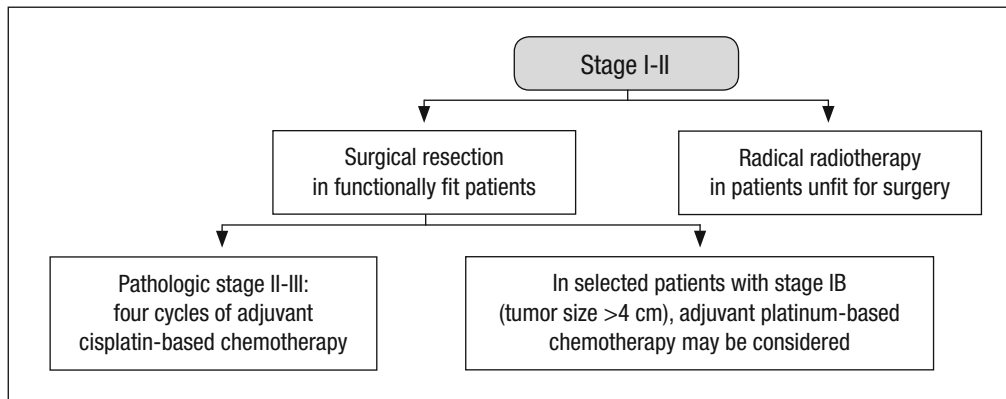 Stage I-II
Surgical resection
in functionally fit patients
Radical radiotherapy
in patients unfit for surgery
Pathologic stage II-III:
four cycles of adjuvant
cisplatin-based chemotherapy
In selected patients with stage IB
(tumor size >4 cm), adjuvant platinum-based
chemotherapy may be considered